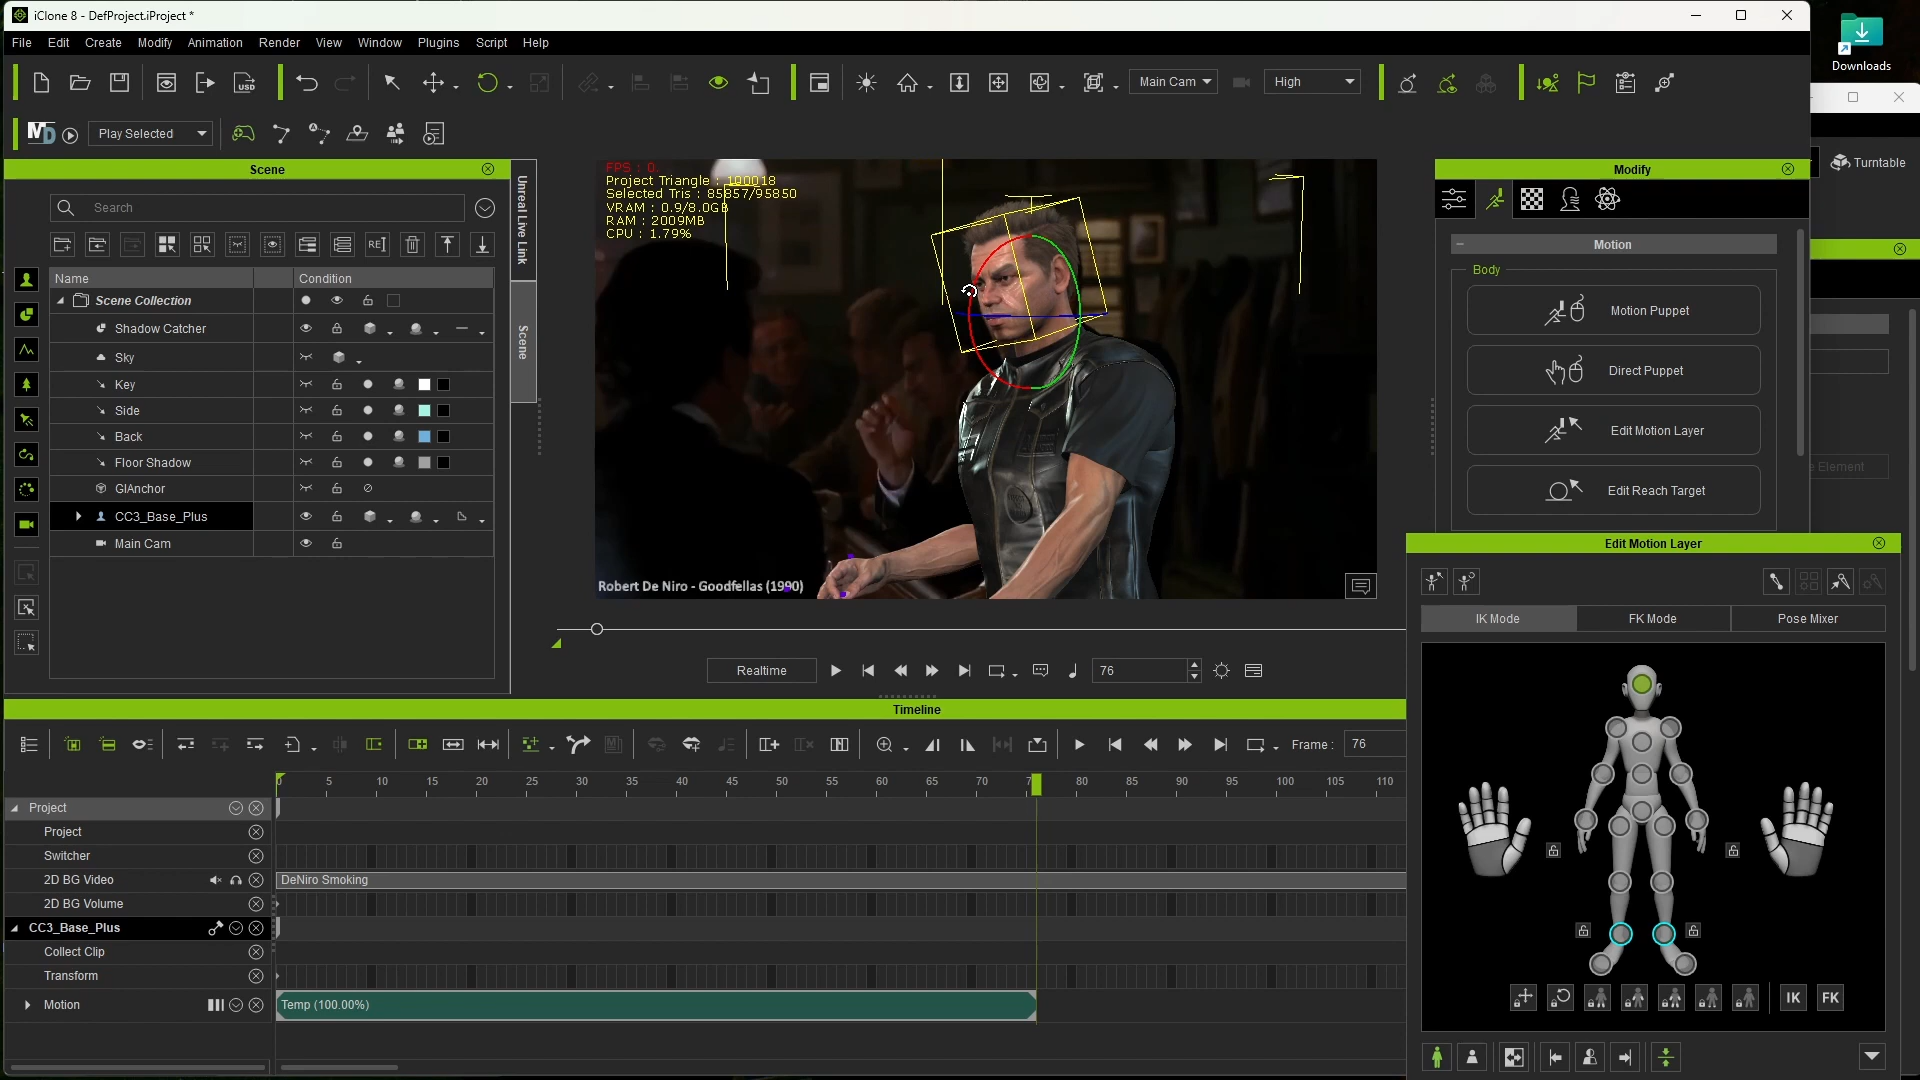 iClone 8 - DefProject.iProject *
Downloads
File Edit Create Modify Animation Render View Window Plugins Script Help
USD
Main Cam
High
MD
Play Selected
Turntable
Scene
Search
REI
Name
Condition
Scene Collection
Shadow Catcher
Sky
Key
Side
Back
Floor Shadow
GIAnchor
CC3_Base_Plus
Main Cam
Unreal Live Link
Scene
FPS : 0
Project Triangle : 100018
Selected Tris : 85857/95850
VRAM : 0.9/8.0GB
RAM : 2009MB
CPU : 1.79%
Robert De Niro - Goodfellas (1990)
Modify
Motion
Body
Motion Puppet
Direct Puppet
Edit Motion Layer
Edit Reach Target
Element
Edit Motion Layer
IK Mode
FK Mode
Pose Mixer
IK
FK
Realtime
76
Timeline
Frame : 76
0 5 10 15 20 25 30 35 40 45 50 55 60 65 70 80 85 90 95 100 105 110
Project
Project
Switcher
2D BG Video
DeNiro Smoking
2D BG Volume
CC3_Base_Plus
Collect Clip
Transform
Motion
Temp (100.00%)